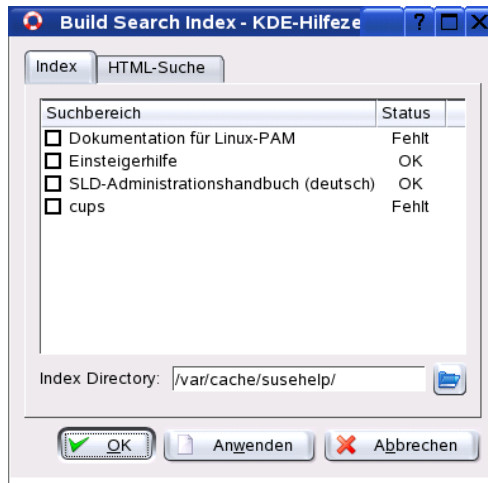 Build Search Index - KDE-Hilfeze
Index HTML-Suche
Suchbereich Status
Dokumentation für Linux-PAM Fehlt
Einsteigerhilfe OK
SLD-Administrationshandbuch (deutsch) OK
cups Fehlt
Index Directory: /var/cache/susehelp/
OK Anwenden Abbrechen